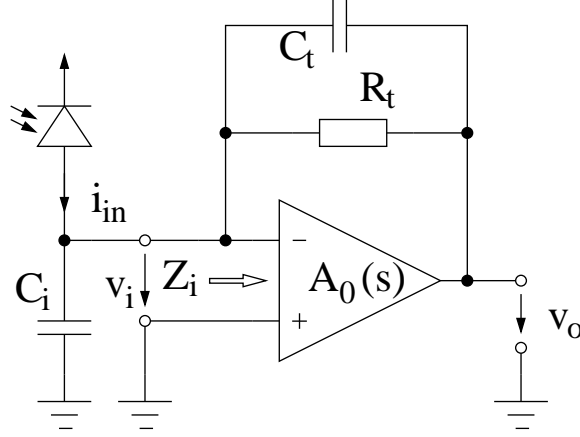 C_t
R_t
i_in
C_i
v_i
Z_i
−
A_0(s)
+
v_o